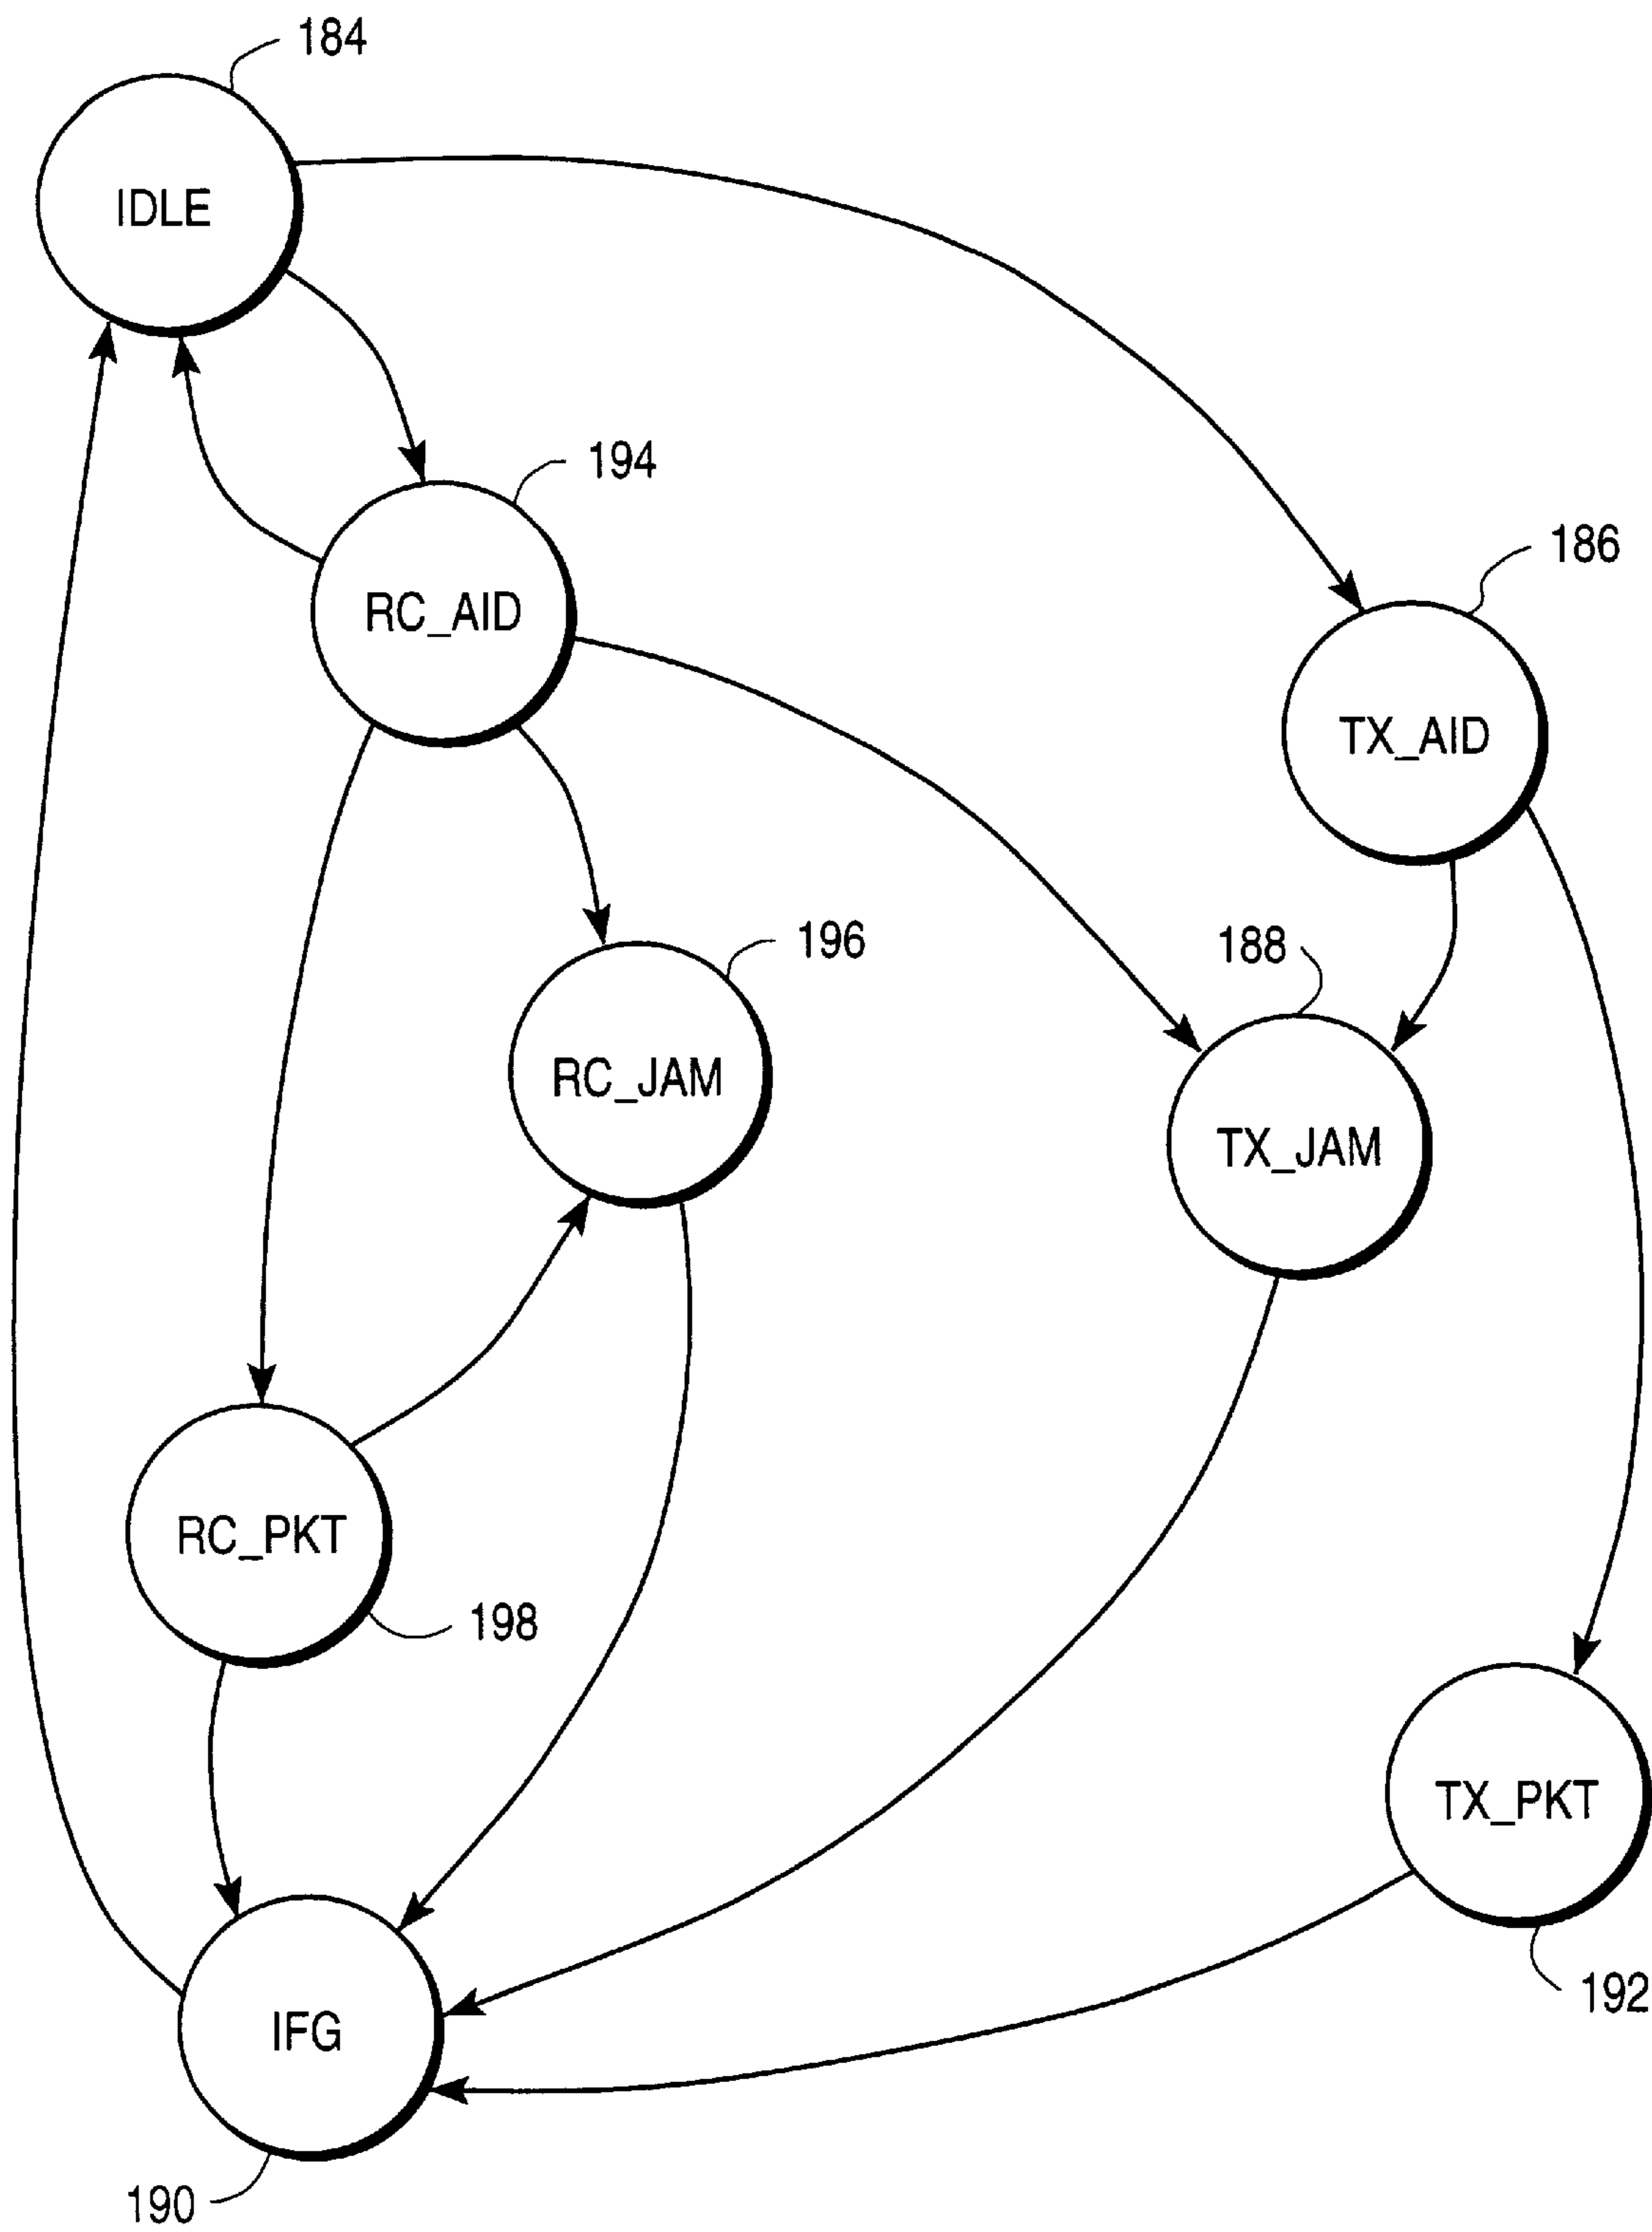 184
IDLE
194
RC_AID
186
TX_AID
196
188
RC_JAM
TX_JAM
RC_PKT
198
TX_PKT
192
IFG
190